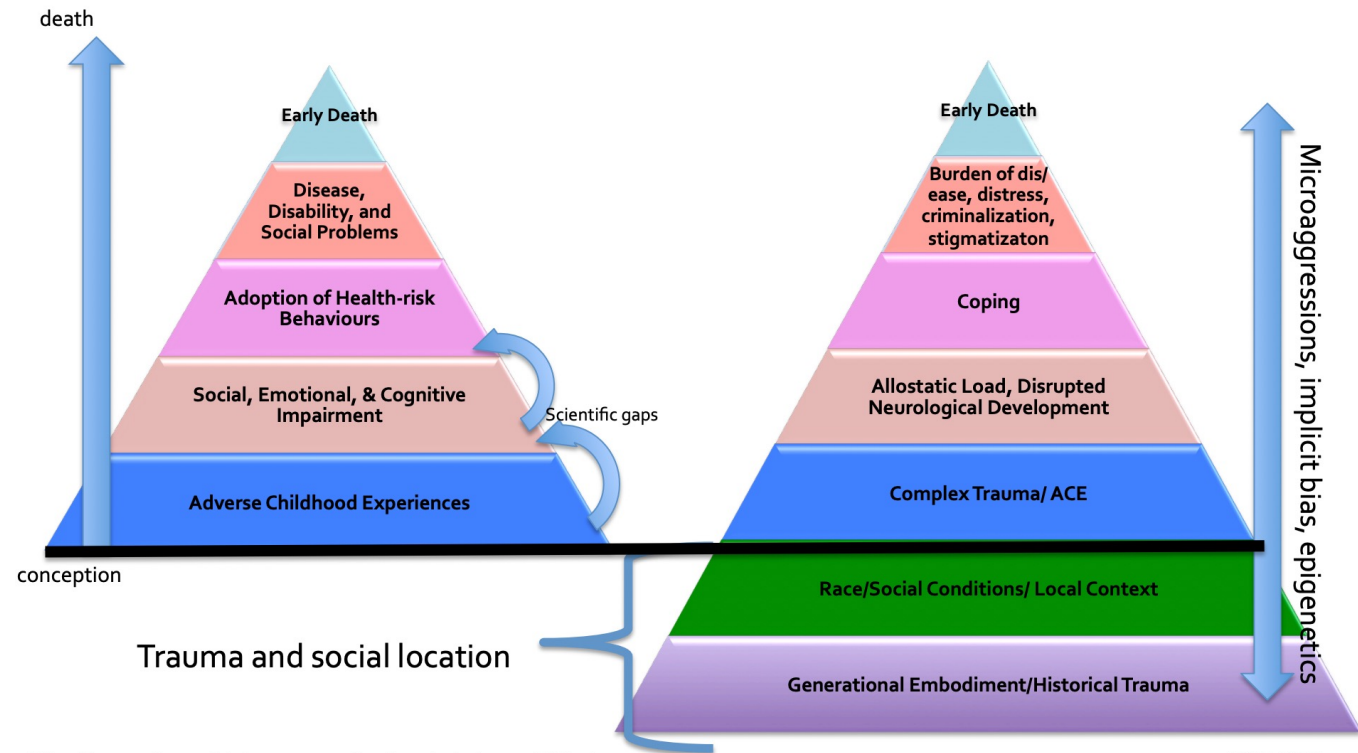 death
Early Death
Disease,
Disability, and
Social Problems
Adoption of Health-risk
Behaviours
Social, Emotional, & Cognitive
Impairment
Scientific gaps
Adverse Childhood Experiences
conception
Trauma and social location
Early Death
Burden of dis/
ease, distress,
criminalization,
stigmatizaton
Coping
Allostatic Load, Disrupted
Neurological Development
Complex Trauma/ ACE
Race/Social Conditions/ Local Context
Generational Embodiment/Historical Trauma
Microaggressions, implicit bias, epigenetics